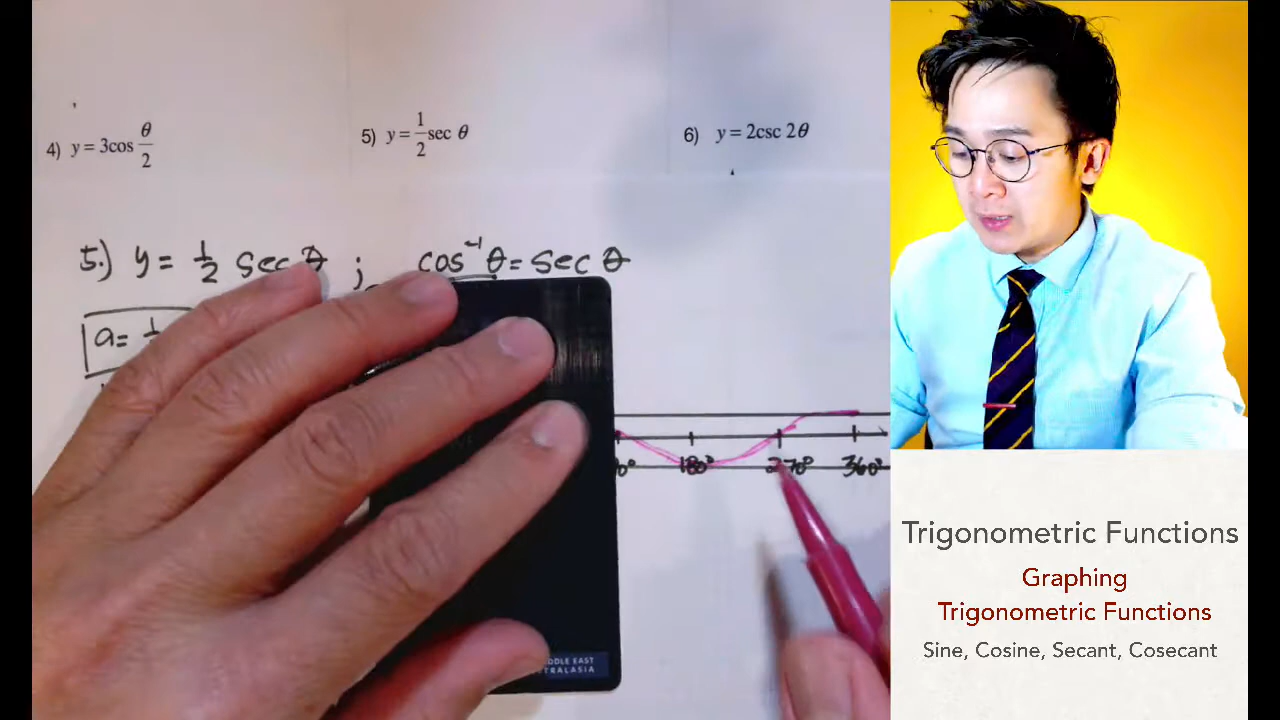 4) y = 3cos θ/2
5) y = 1/2 sec θ
6) y = 2csc 2θ
5.) y = 1/2 sec θ ; cos⁻¹ θ = sec θ
a =
180° 270° 360°
Trigonometric Functions
Graphing
Trigonometric Functions
Sine, Cosine, Secant, Cosecant